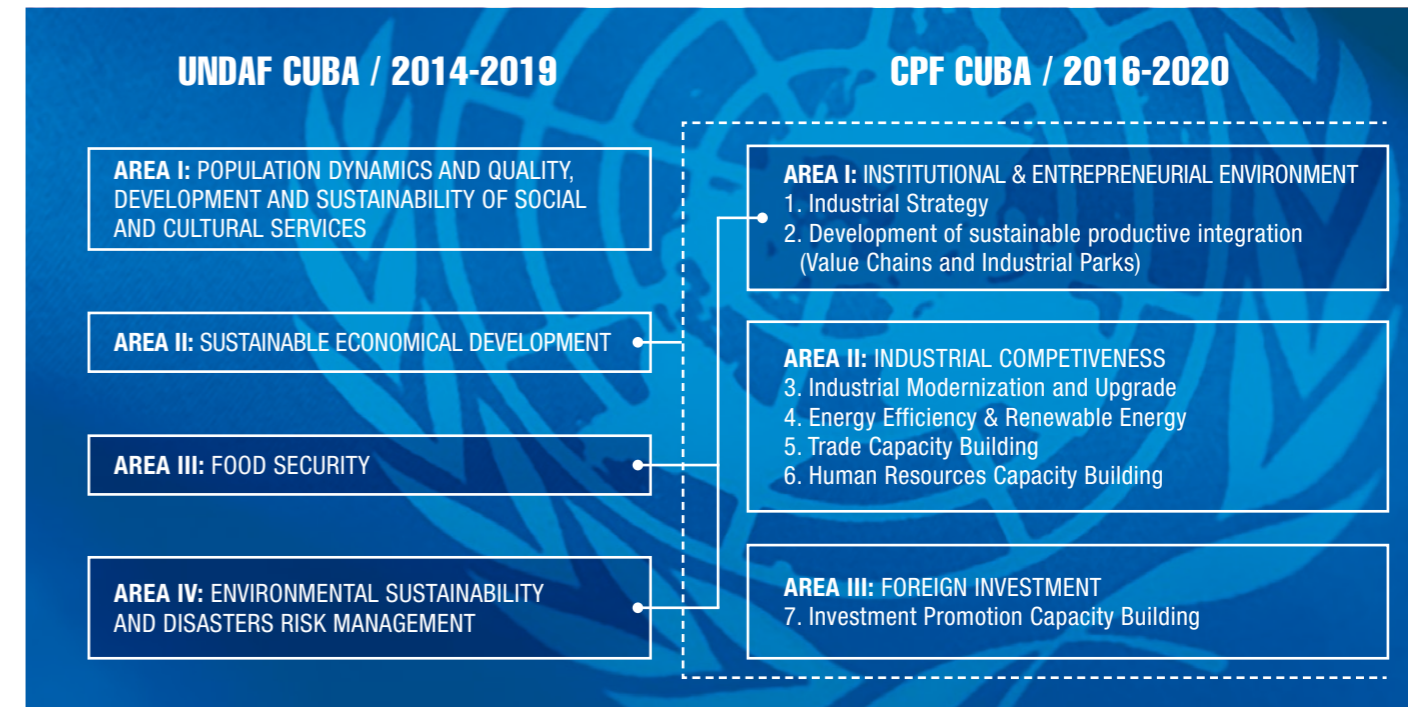 UNDAF CUBA / 2014-2019
AREA I: POPULATION DYNAMICS AND QUALITY,
DEVELOPMENT AND SUSTAINABILITY OF SOCIAL
AND CULTURAL SERVICES
AREA II: SUSTAINABLE ECONOMICAL DEVELOPMENT
AREA III: FOOD SECURITY
AREA IV: ENVIRONMENTAL SUSTAINABILITY
AND DISASTERS RISK MANAGEMENT
CPF CUBA / 2016-2020
AREA I: INSTITUTIONAL & ENTREPRENEURIAL ENVIRONMENT
1. Industrial Strategy
2. Development of sustainable productive integration
(Value Chains and Industrial Parks)
AREA II: INDUSTRIAL COMPETIVENESS
3. Industrial Modernization and Upgrade
4. Energy Efficiency & Renewable Energy
5. Trade Capacity Building
6. Human Resources Capacity Building
AREA III: FOREIGN INVESTMENT
7. Investment Promotion Capacity Building